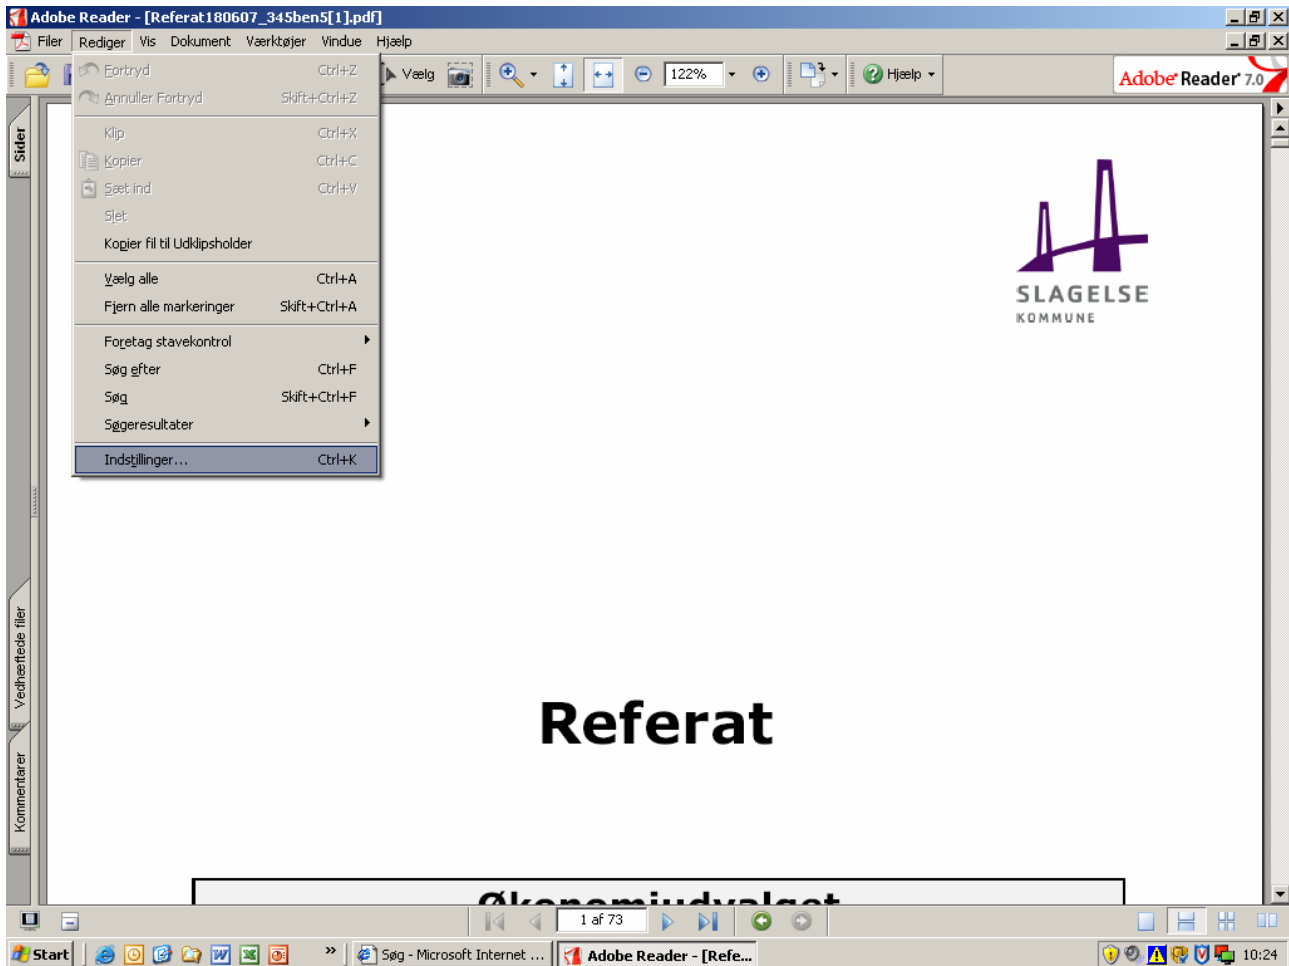 Adobe Reader - [Referat180607_345ben5[1].pdf]
Filer Rediger Vis Dokument Værktøjer Vindue Hjælp
Vælg 122% Hjælp Adobe Reader 7.0
Fortryd Ctrl+Z
Annuller Fortryd Skift+Ctrl+Z
Klip Ctrl+X
Kopier Ctrl+C
Sæt ind Ctrl+V
Slet
Kopier fil til Udklipsholder
Vælg alle Ctrl+A
Fjern alle markeringer Skift+Ctrl+A
Foretag stavekontrol
Søg efter Ctrl+F
Søg Skift+Ctrl+F
Søgeresultater
Indstillinger... Ctrl+K
Sider
Vedhæftede filer
Kommentarer
SLAGELSE
KOMMUNE
Referat
Økonomiudvalget
1 af 73
Start » Søg - Microsoft Internet ... Adobe Reader - [Refe... 10:24